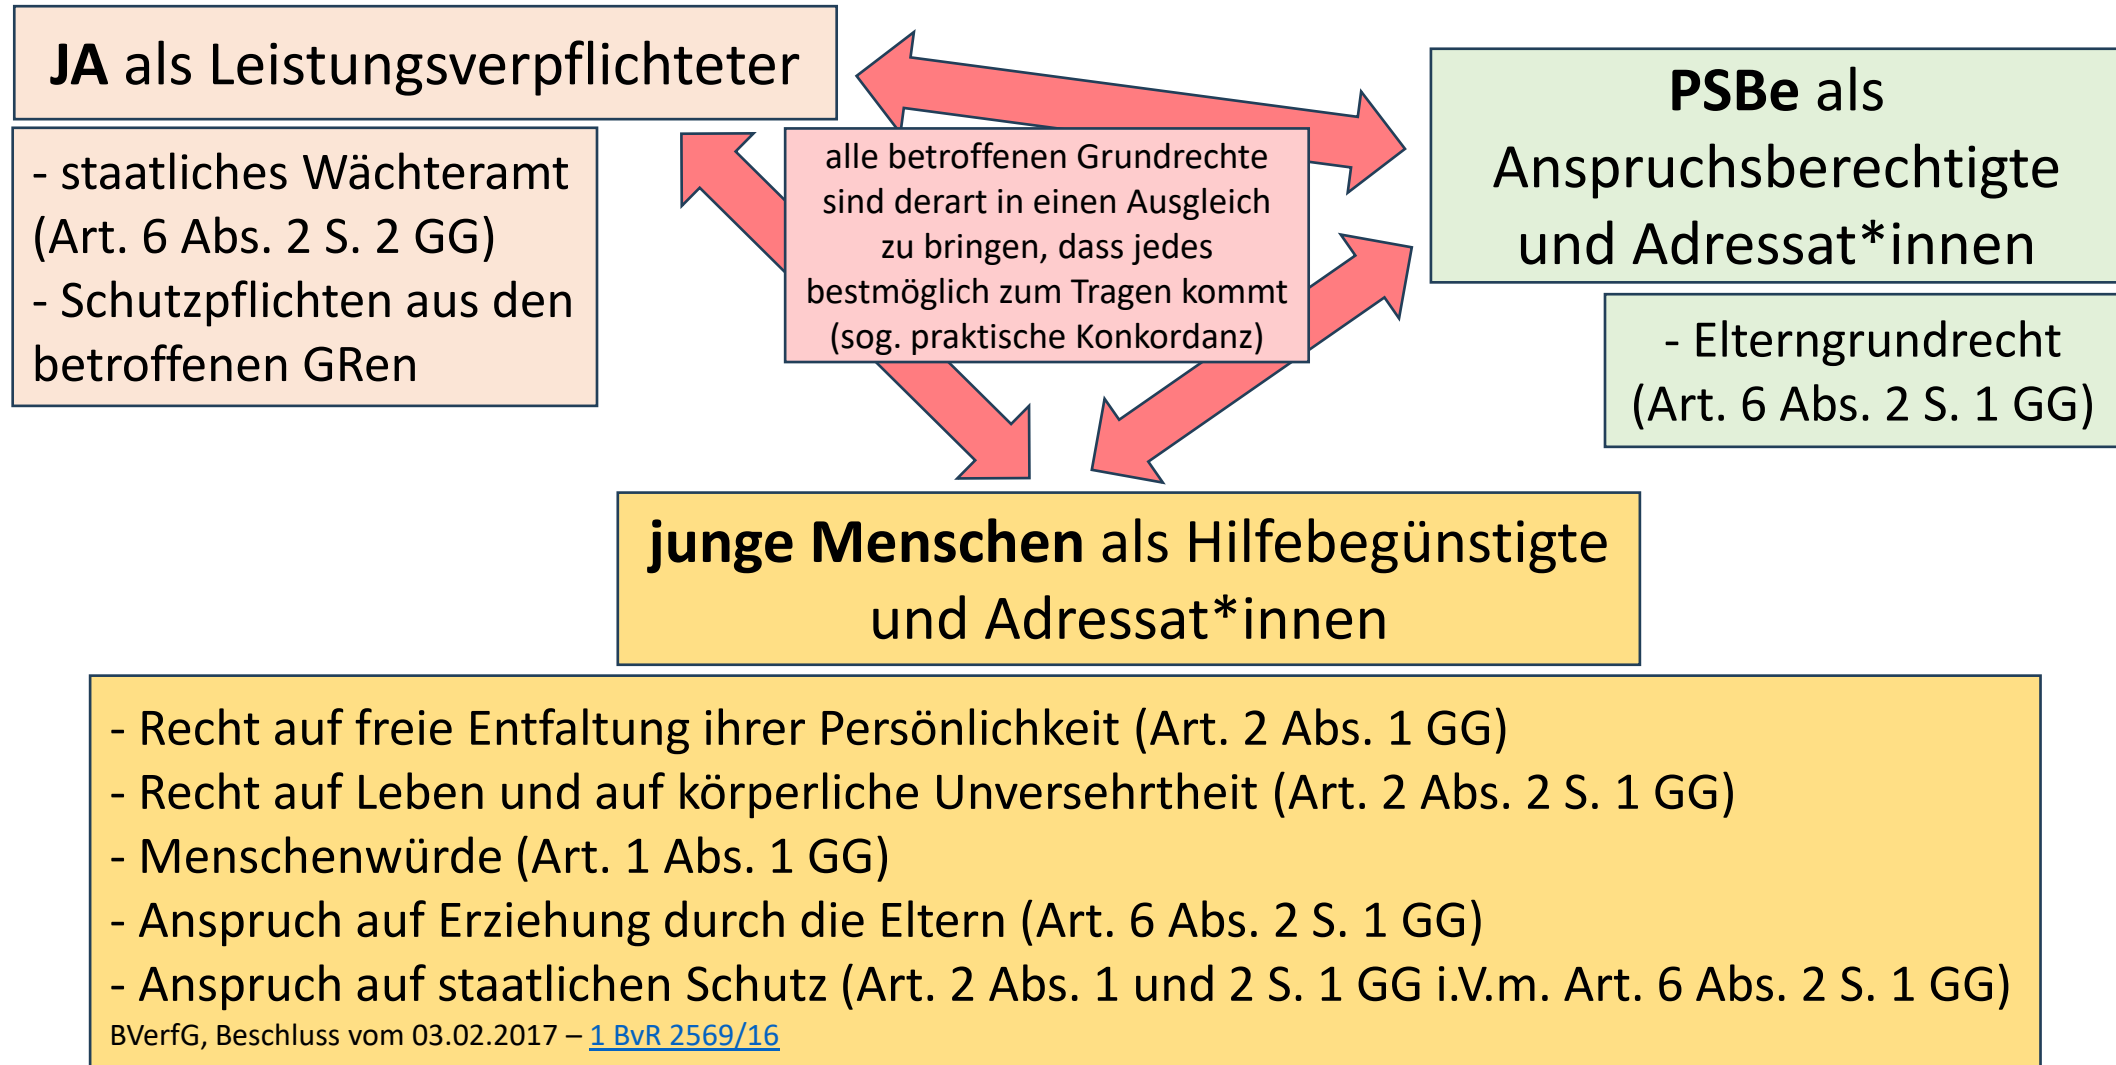 JA als Leistungsverpflichteter
- staatliches Wächteramt
(Art. 6 Abs. 2 S. 2 GG)
- Schutzpflichten aus den
betroffenen GRen
alle betroffenen Grundrechte
sind derart in einen Ausgleich
zu bringen, dass jedes
bestmöglich zum Tragen kommt
(sog. praktische Konkordanz)
PSBe als
Anspruchsberechtigte
und Adressat*innen
- Elterngrundrecht
(Art. 6 Abs. 2 S. 1 GG)
junge Menschen als Hilfebegünstigte
und Adressat*innen
- Recht auf freie Entfaltung ihrer Persönlichkeit (Art. 2 Abs. 1 GG)
- Recht auf Leben und auf körperliche Unversehrtheit (Art. 2 Abs. 2 S. 1 GG)
- Menschenwürde (Art. 1 Abs. 1 GG)
- Anspruch auf Erziehung durch die Eltern (Art. 6 Abs. 2 S. 1 GG)
- Anspruch auf staatlichen Schutz (Art. 2 Abs. 1 und 2 S. 1 GG i.V.m. Art. 6 Abs. 2 S. 1 GG)
BVerfG, Beschluss vom 03.02.2017 – 1 BvR 2569/16